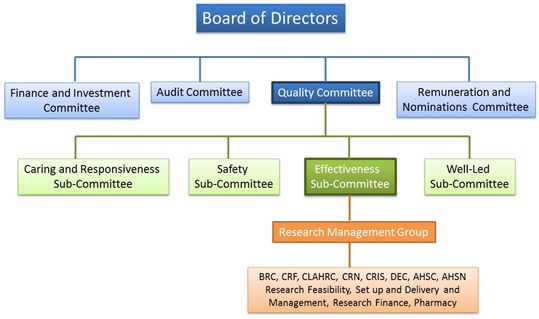 Board of Directors
Finance and Investment
Committee
Audit Committee
Quality Committee
Remuneration and
Nominations Committee
Caring and Responsiveness
Sub-Committee
Safety
Sub-Committee
Effectiveness
Sub-Committee
Well-Led
Sub-Committee
Research Management Group
BRC, CRF, CLAHRC, CRN, CRIS, DEC, AHSC, AHSN
Research Feasibility, Set up and Delivery and
Management, Research Finance, Pharmacy